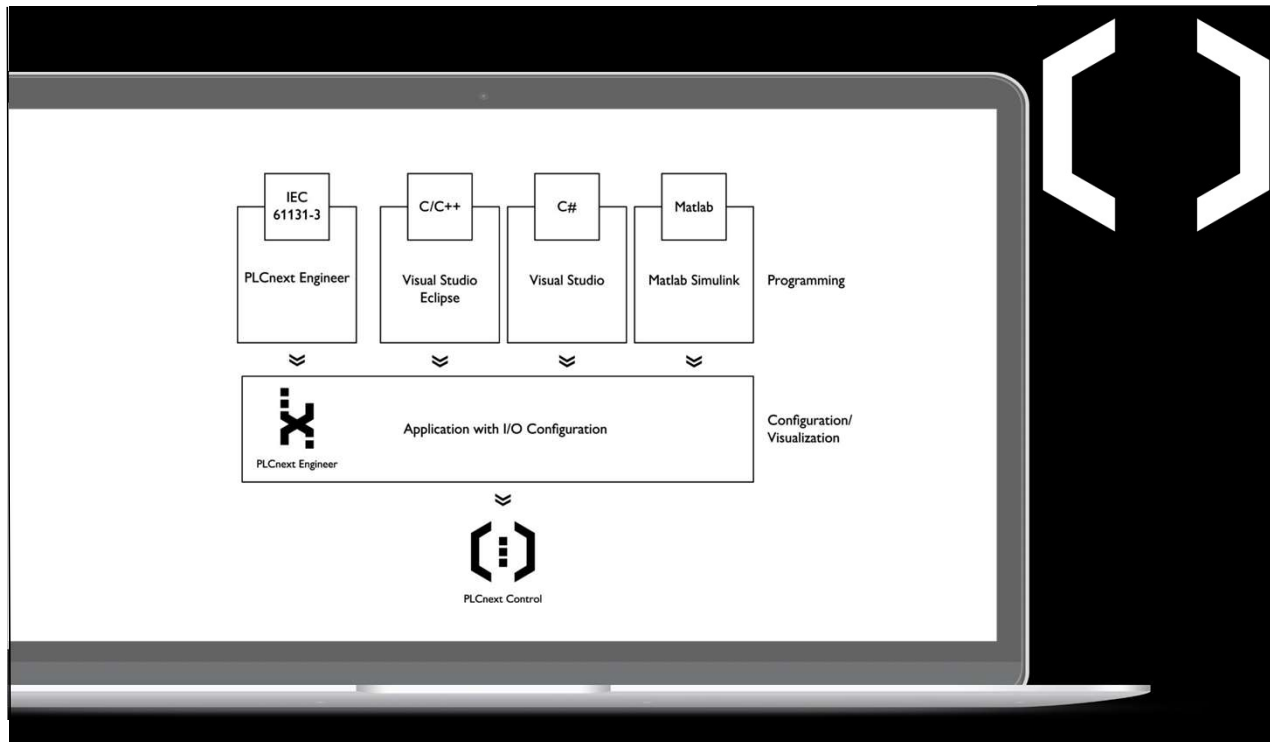 IEC
61131-3
C/C++
C#
Matlab
PLCnext Engineer
Visual Studio
Eclipse
Visual Studio
Matlab Simulink
Programming
Application with I/O Configuration
PLCnext Engineer
Configuration/
Visualization
PLCnext Control